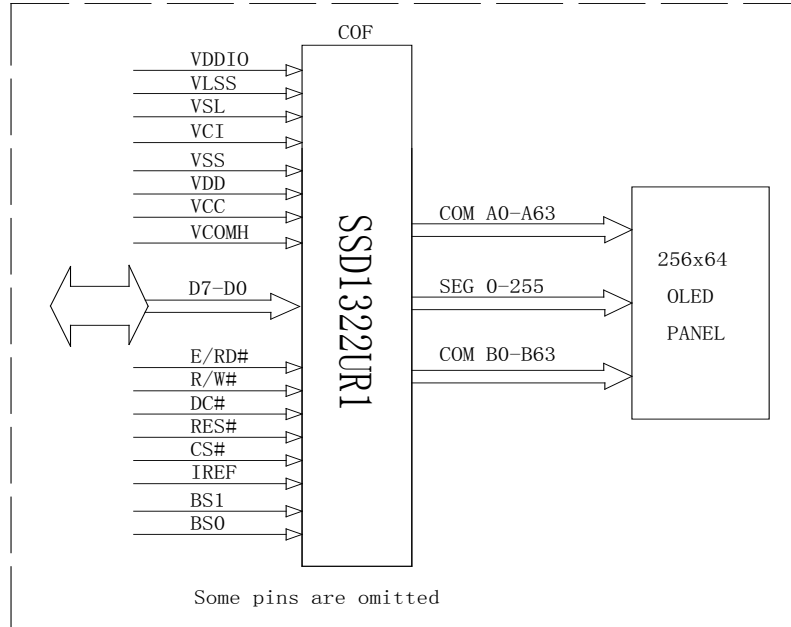 COF
VDDIO
VLSS
VSL
VCI
VSS
VDD
VCC
VCOMH
D7-D0
E/RD#
R/W#
DC#
RES#
CS#
IREF
BS1
BS0
SSD1322UR1
COM A0-A63
SEG 0-255
COM B0-B63
256x64
OLED
PANEL
Some pins are omitted